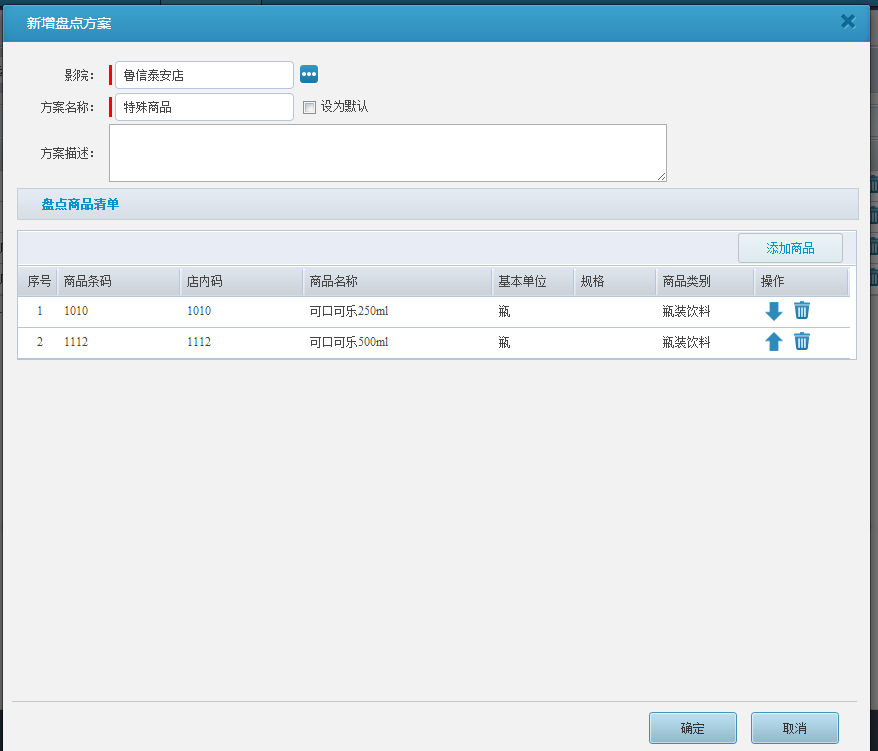 新增盘点方案
影院： 鲁信泰安店
方案名称： 特殊商品 设为默认
方案描述：
盘点商品清单
添加商品
序号 商品条码 店内码 商品名称 基本单位 规格 商品类别 操作
1 1010 1010 可口可乐250ml 瓶 瓶装饮料
2 1112 1112 可口可乐500ml 瓶 瓶装饮料
确定 取消